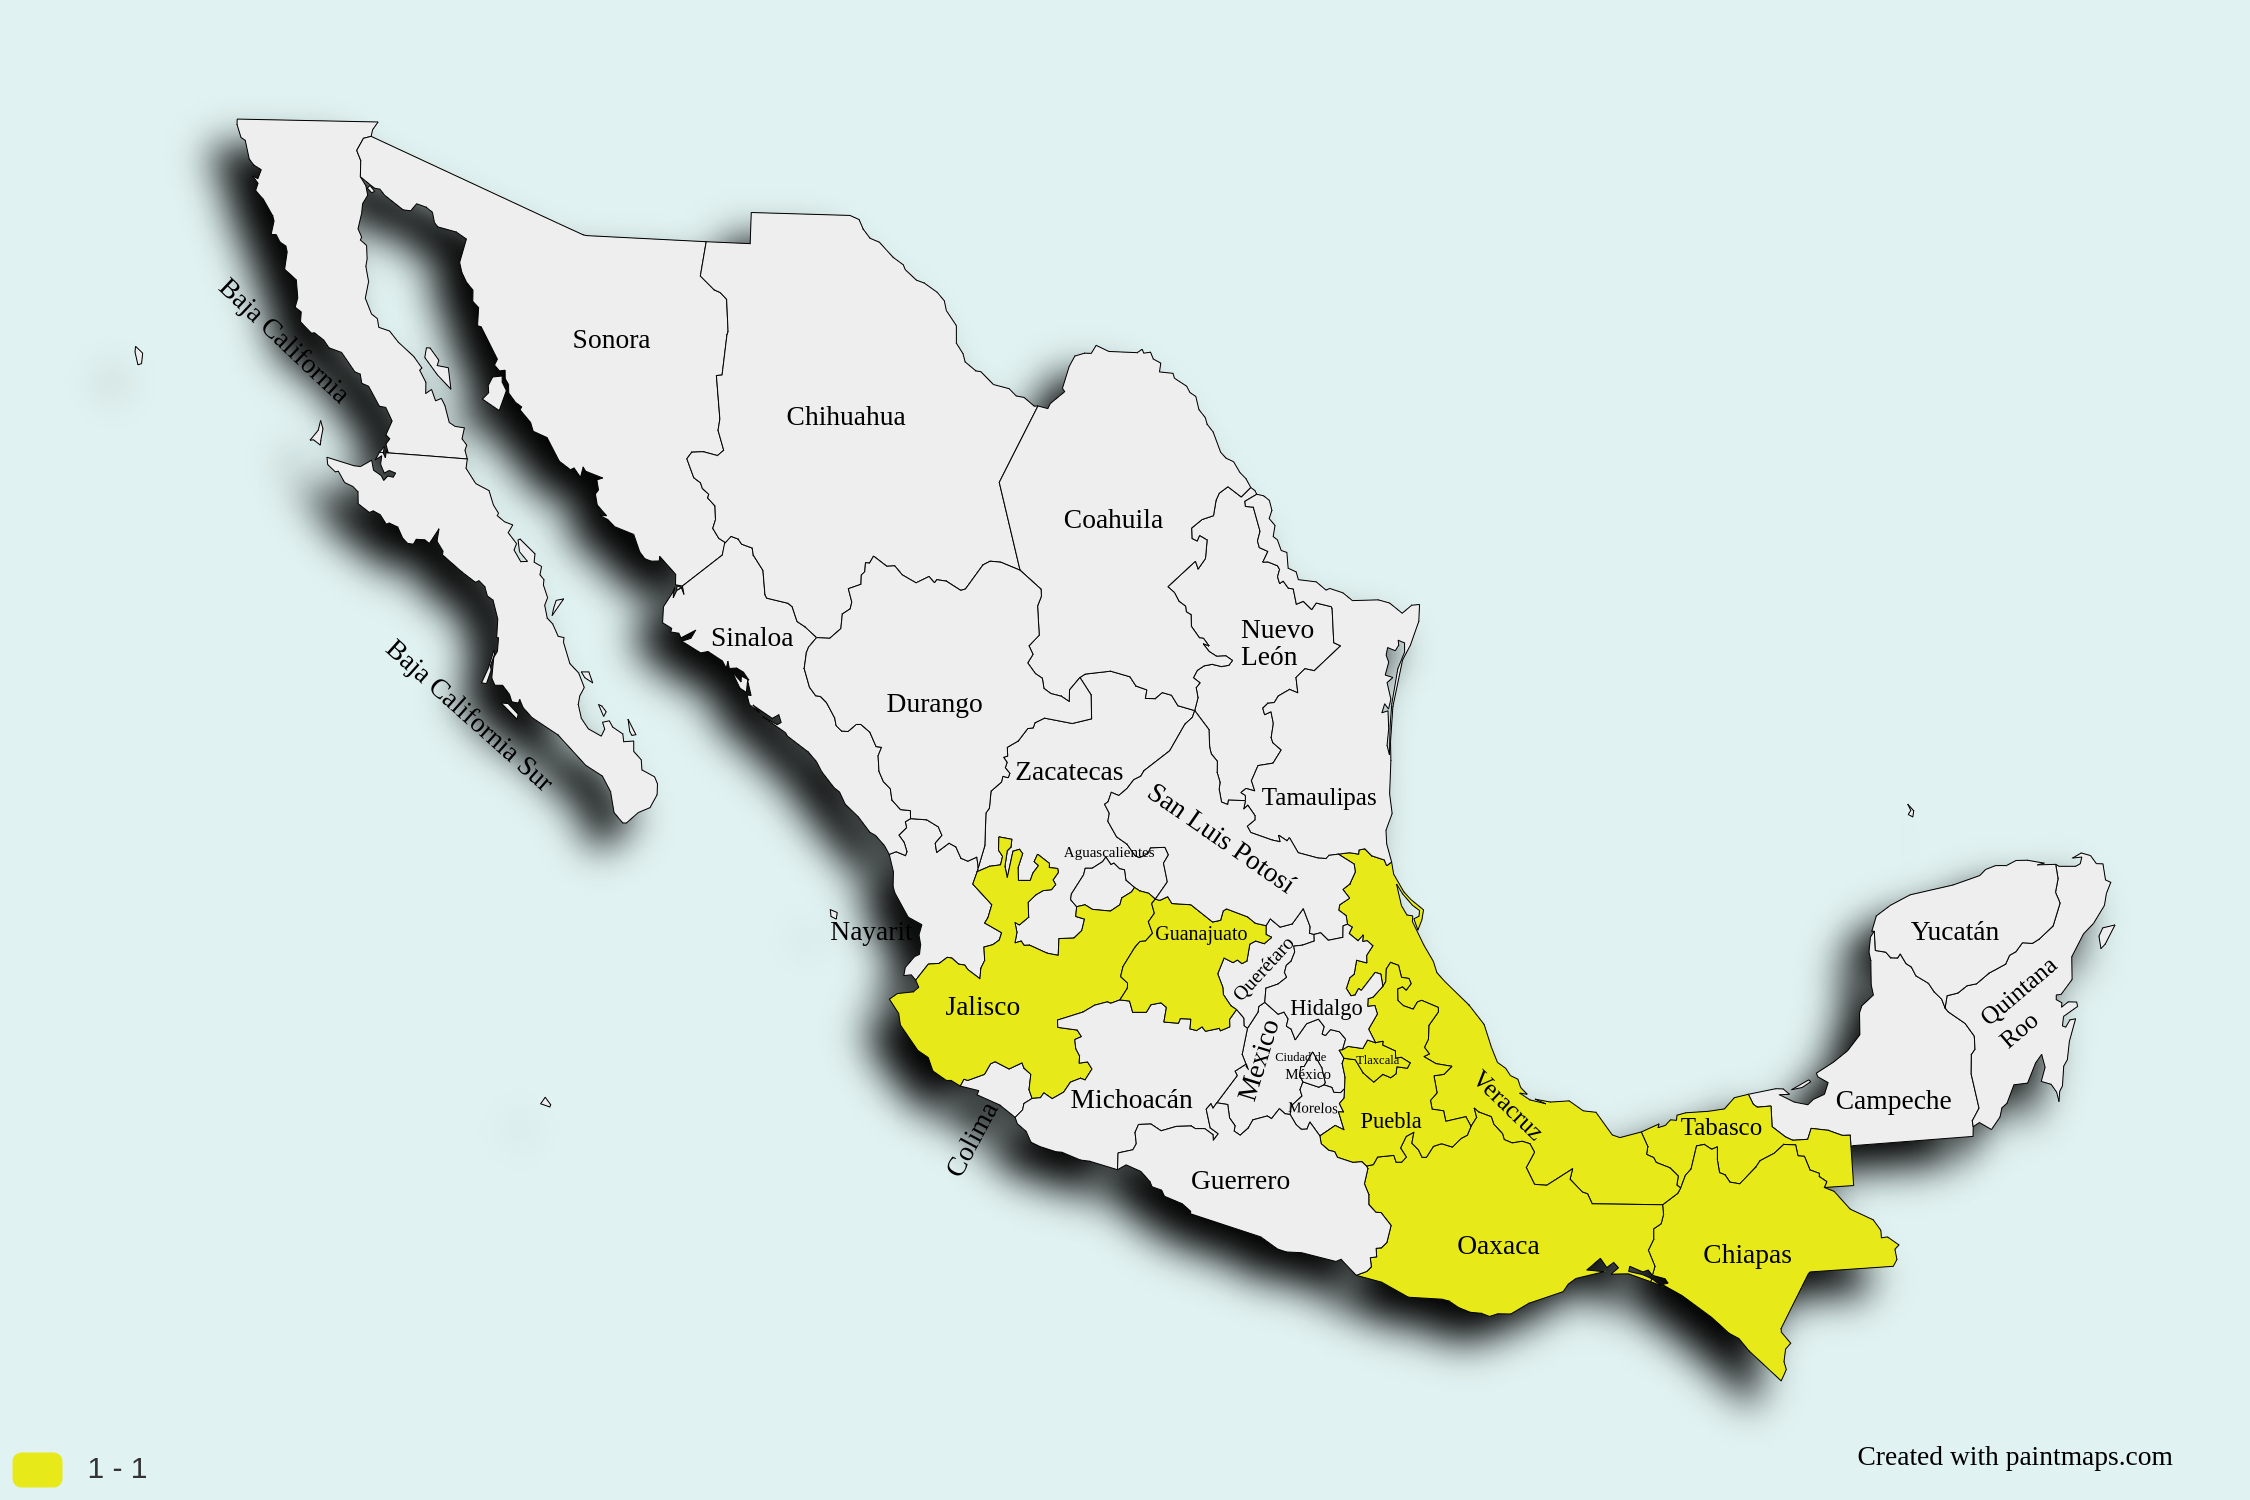 Baja California
Sonora
Chihuahua
Coahuila
Baja California Sur
Sinaloa
Durango
Nuevo
León
Zacatecas
San Luis Potosí
Tamaulipas
Aguascalientes
Nayarit
Jalisco
Guanajuato
Querétaro
Hidalgo
México
Ciudad de
México
Tlaxcala
Morelos
Puebla
Veracruz
Michoacán
Colima
Guerrero
Oaxaca
Chiapas
Tabasco
Campeche
Yucatán
Quintana
Roo
1 - 1
Created with paintmaps.com